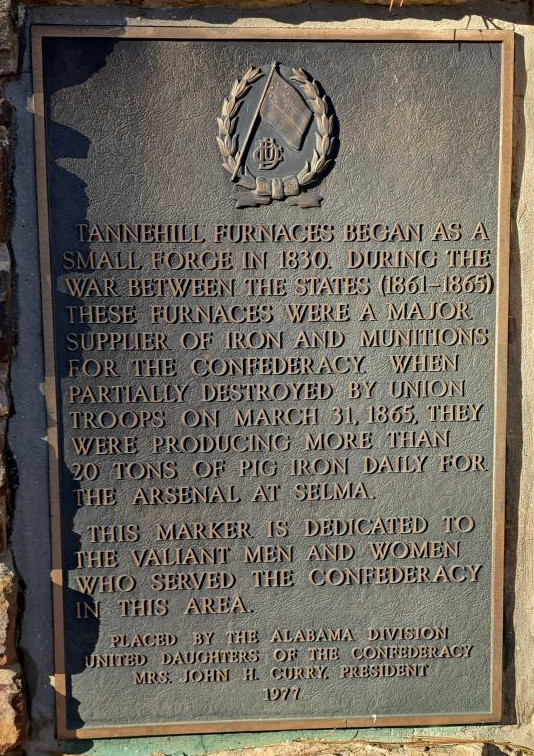 TANNEHILL FURNACES BEGAN AS A
SMALL FORGE IN 1830. DURING THE
WAR BETWEEN THE STATES (1861-1865)
THESE FURNACES WERE A MAJOR
SUPPLIER OF IRON AND MUNITIONS
FOR THE CONFEDERACY. WHEN
PARTIALLY DESTROYED BY UNION
TROOPS ON MARCH 31, 1865, THEY
WERE PRODUCING MORE THAN
20 TONS OF PIG IRON DAILY FOR
THE ARSENAL AT SELMA.
THIS MARKER IS DEDICATED TO
THE VALIANT MEN AND WOMEN
WHO SERVED THE CONFEDERACY
IN THIS AREA.
PLACED BY THE ALABAMA DIVISION
UNITED DAUGHTERS OF THE CONFEDERACY
MRS. JOHN H. CURRY, PRESIDENT
1977